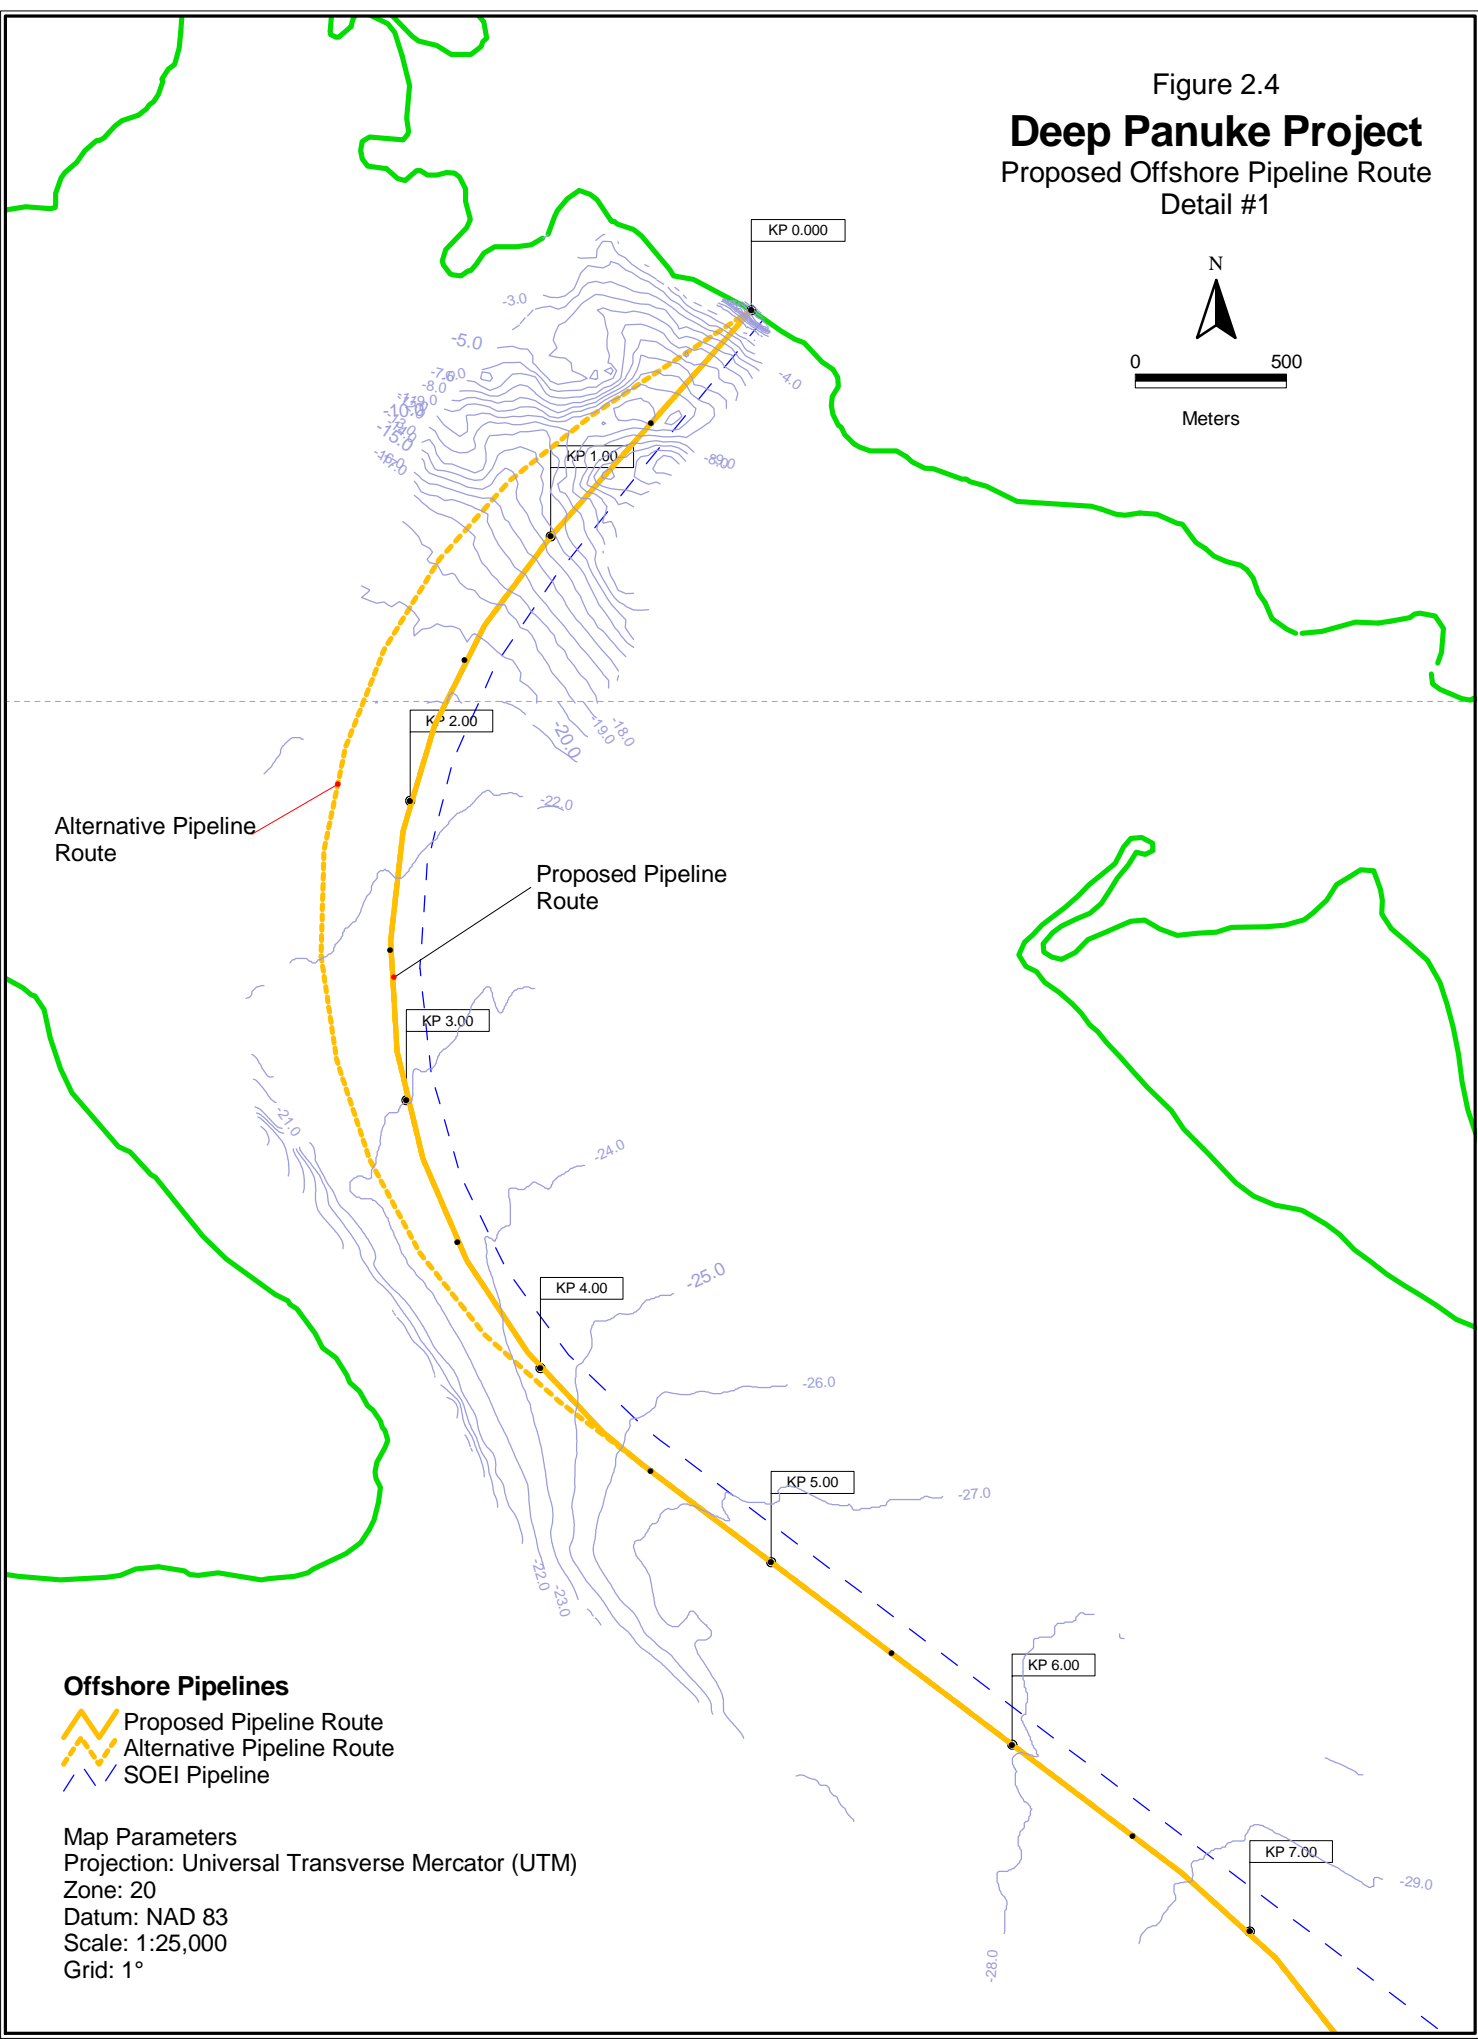 Figure 2.4
Deep Panuke Project
Proposed Offshore Pipeline Route
Detail #1
N
0 500
Meters
KP 0.000
-3.0
-5.0
-4.0
-8.0
-10.0
-15.0
KP 1.00
KP 2.00
-20.0
-19.0
-18.0
-22.0
Alternative Pipeline
Route
Proposed Pipeline
Route
KP 3.00
-21.0
-24.0
-25.0
KP 4.00
-26.0
KP 5.00
-27.0
-22.0
-23.0
KP 6.00
KP 7.00
-29.0
-28.0
Offshore Pipelines
Proposed Pipeline Route
Alternative Pipeline Route
SOEI Pipeline
Map Parameters
Projection: Universal Transverse Mercator (UTM)
Zone: 20
Datum: NAD 83
Scale: 1:25,000
Grid: 1°